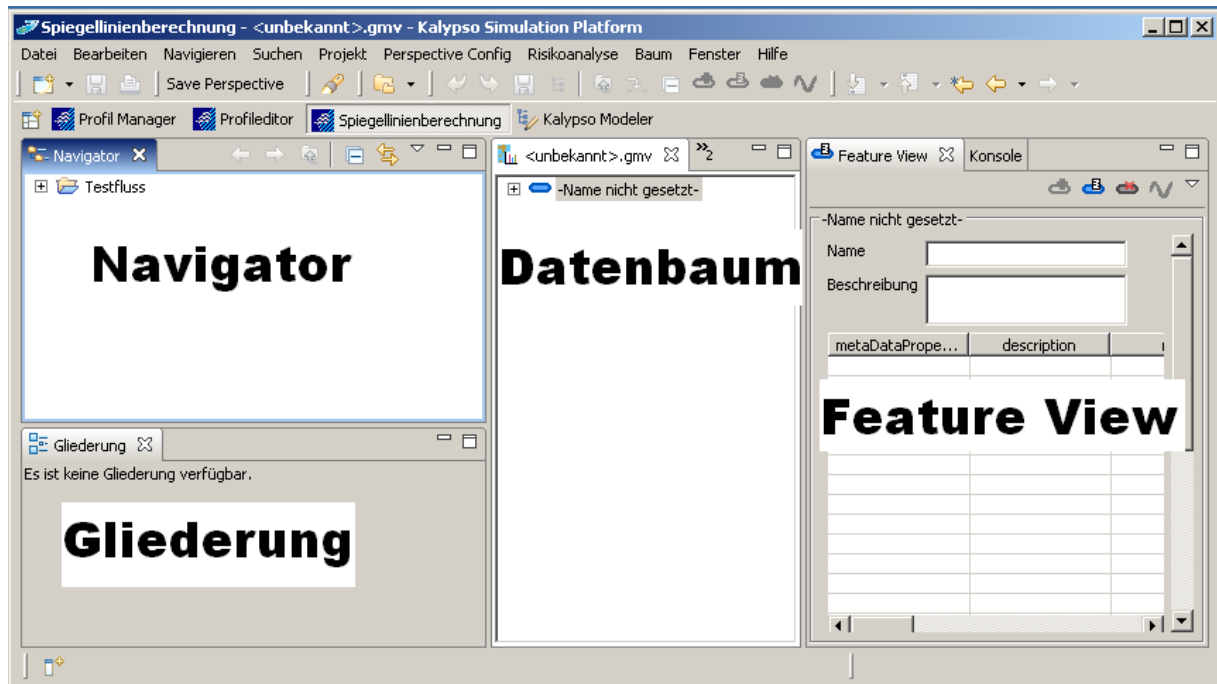 Spiegellinienberechnung - <unbekannt>.gmv - Kalypso Simulation Platform
Datei Bearbeiten Navigieren Suchen Projekt Perspective Config Risikoanalyse Baum Fenster Hilfe
Save Perspective
Profil Manager Profileditor Spiegellinienberechnung Kalypso Modeler
Navigator
Testfluss
Navigator
Gliederung
Es ist keine Gliederung verfügbar.
Gliederung
<unbekannt>.gmv »2
-Name nicht gesetzt-
Datenbaum
Feature View Konsole
-Name nicht gesetzt-
Name
Beschreibung
metaDataPrope... description
Feature View